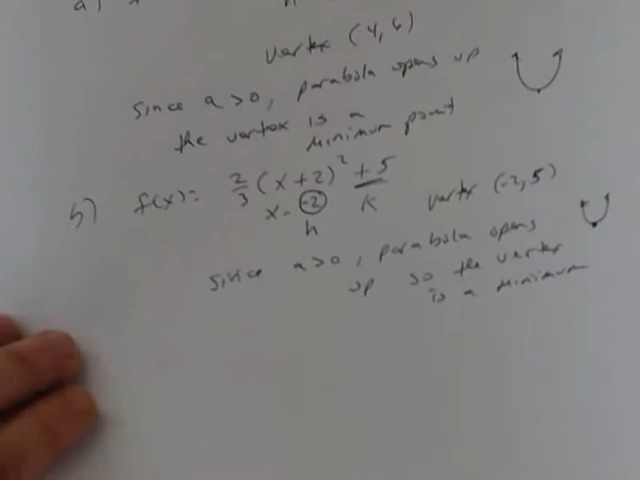 a)
vertex (4,6)
Since a>0, parabola opens up
the vertex is a
minimum point
b) f(x)= 2/3 (x+2)² + 5
x - -2 k vertex (-2,5)
h
Since a>0, parabola opens
up so the vertex
is a minimum